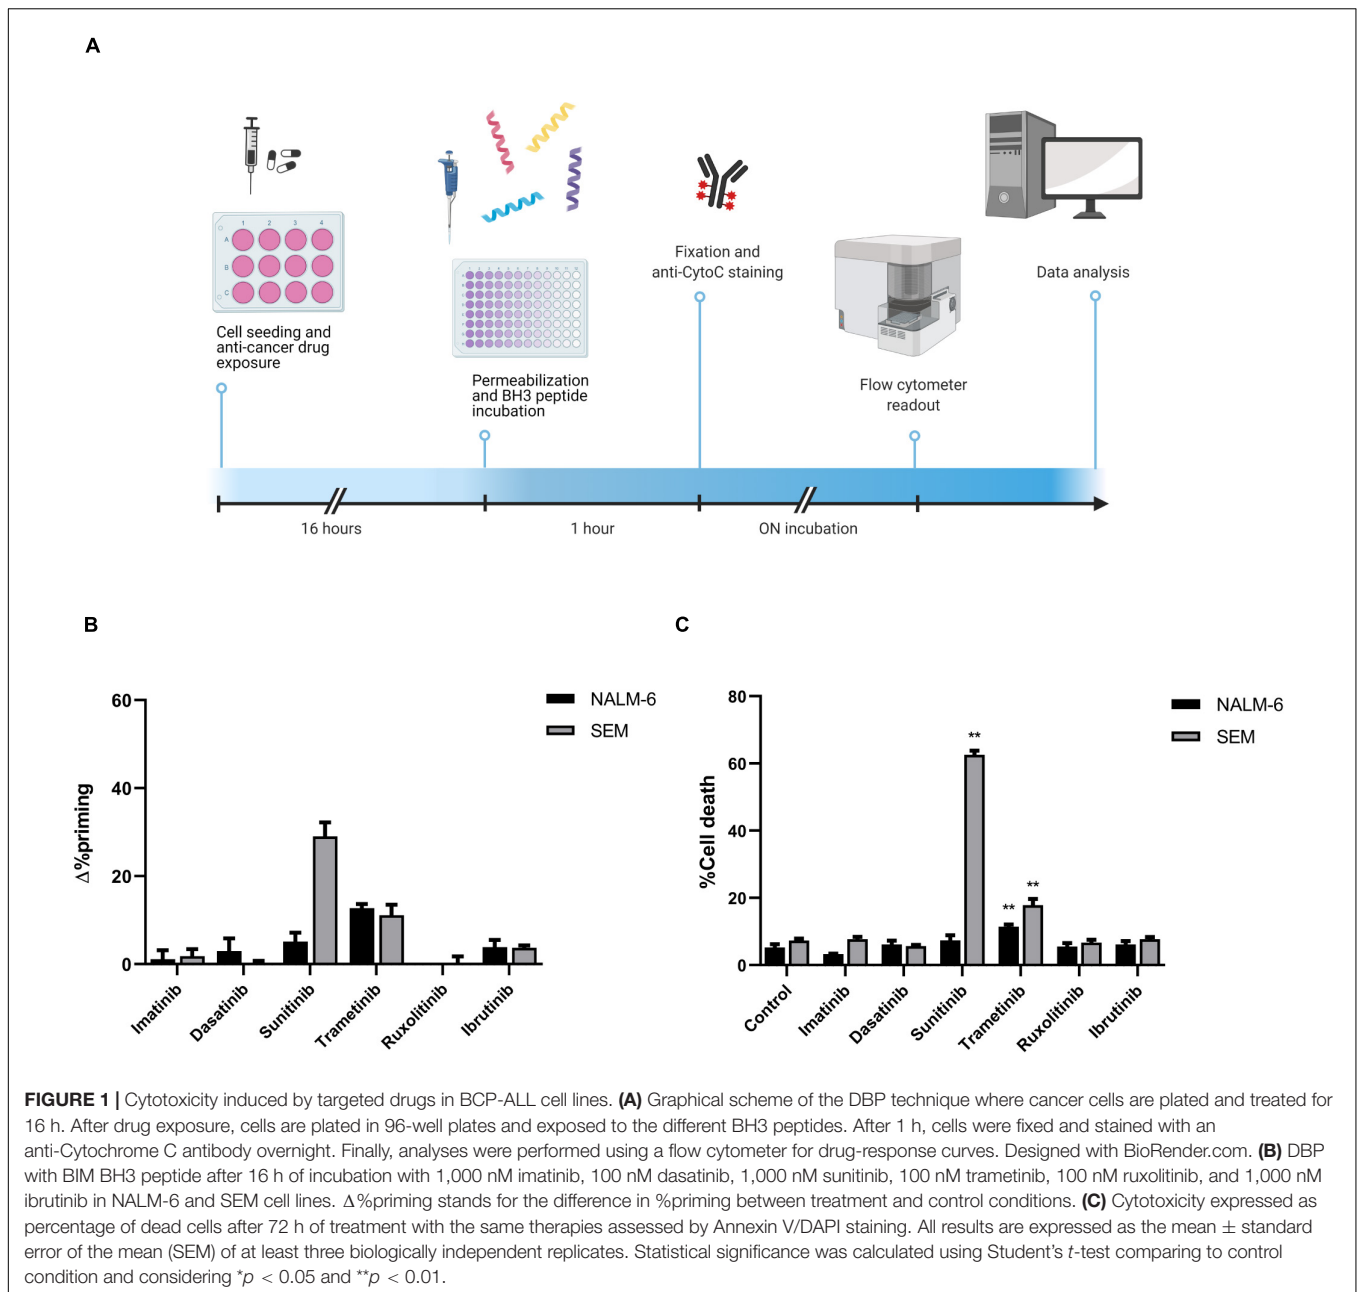 A
Cell seeding and
anti-cancer drug
exposure
Permeabilization
and BH3 peptide
incubation
Fixation and
anti-CytoC staining
Flow cytometer
readout
Data analysis
1 2 3 4
A
B
C
16 hours
1 hour
ON incubation
B
60
40
20
0
Δ%priming
NALM-6
SEM
Imatinib
Dasatinib
Sunitinib
Trametinib
Ruxolitinib
Ibrutinib
C
80
60
40
20
0
%Cell death
**
**
**
NALM-6
SEM
Control
Imatinib
Dasatinib
Sunitinib
Trametinib
Ruxolitinib
Ibrutinib
FIGURE 1 | Cytotoxicity induced by targeted drugs in BCP-ALL cell lines. (A) Graphical scheme of the DBP technique where cancer cells are plated and treated for
16 h. After drug exposure, cells are plated in 96-well plates and exposed to the different BH3 peptides. After 1 h, cells were fixed and stained with an
anti-Cytochrome C antibody overnight. Finally, analyses were performed using a flow cytometer for drug-response curves. Designed with BioRender.com. (B) DBP
with BIM BH3 peptide after 16 h of incubation with 1,000 nM imatinib, 100 nM dasatinib, 1,000 nM sunitinib, 100 nM trametinib, 100 nM ruxolitinib, and 1,000 nM
ibrutinib in NALM-6 and SEM cell lines. Δ%priming stands for the difference in %priming between treatment and control conditions. (C) Cytotoxicity expressed as
percentage of dead cells after 72 h of treatment with the same therapies assessed by Annexin V/DAPI staining. All results are expressed as the mean ± standard
error of the mean (SEM) of at least three biologically independent replicates. Statistical significance was calculated using Student's t-test comparing to control
condition and considering *p < 0.05 and **p < 0.01.